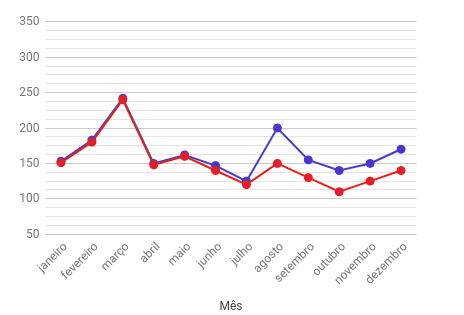 350
300
250
200
150
100
50
janeiro
fevereiro
março
abril
maio
junho
julho
agosto
setembro
outubro
novembro
dezembro
Mês